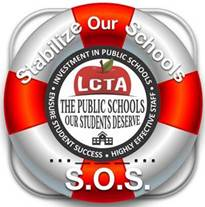 Stabilize Our Schools
• INVESTMENT IN PUBLIC SCHOOLS •
ENSURE STUDENT SUCCESS • HIGHLY EFFECTIVE STAFF
LCTA
THE PUBLIC SCHOOLS
OUR STUDENTS DESERVE
S.O.S.